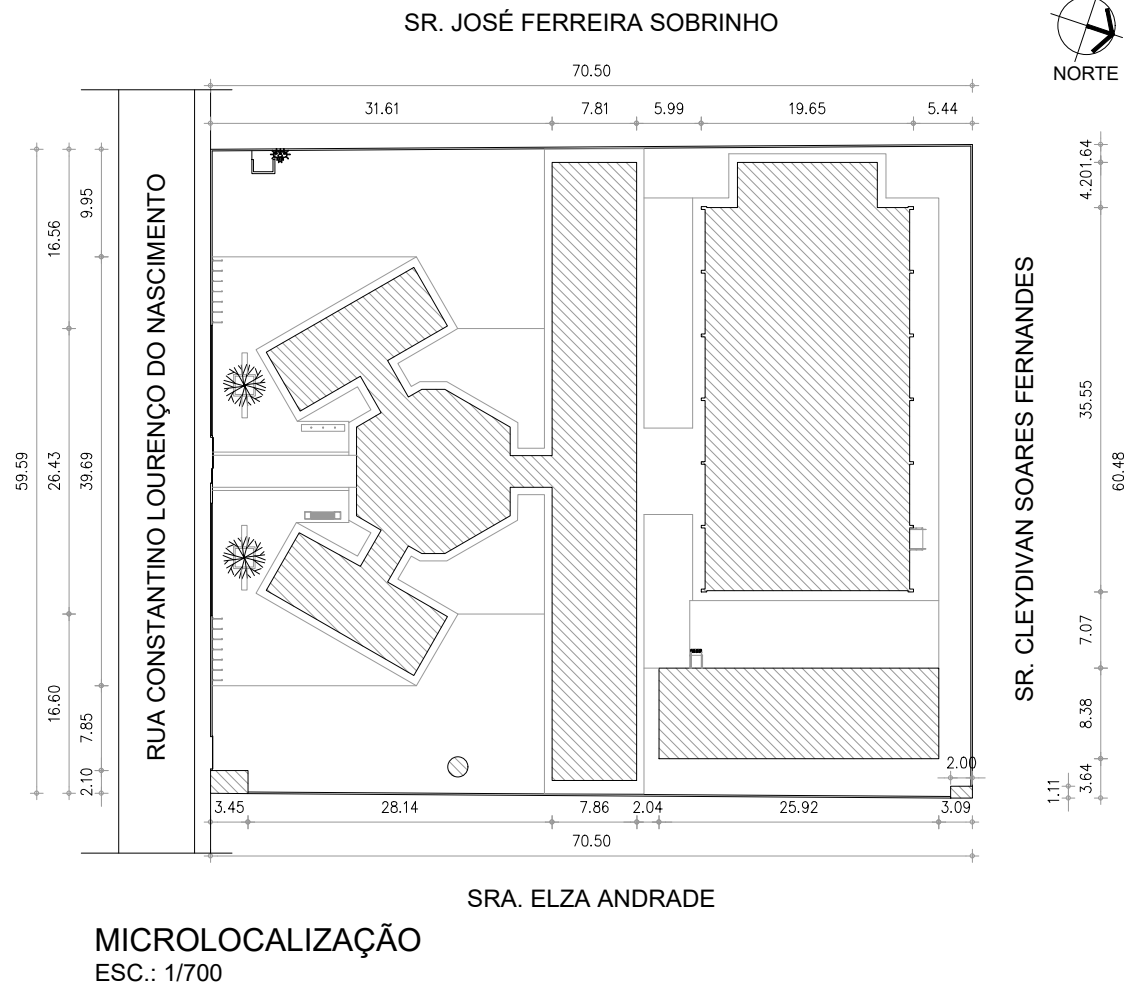 SR. JOSÉ FERREIRA SOBRINHO
NORTE
70.50
31.61 7.81 5.99 19.65 5.44
59.59
16.56
26.43
16.60
9.95
39.69
7.85
2.10
RUA CONSTANTINO LOURENÇO DO NASCIMENTO
SR. CLEYDIVAN SOARES FERNANDES
1.64
4.20
35.55
7.07
8.38
3.64
60.48
1.11
2.00
3.45 28.14 7.86 2.04 25.92 3.09
70.50
SRA. ELZA ANDRADE
MICROLOCALIZAÇÃO
ESC.: 1/700